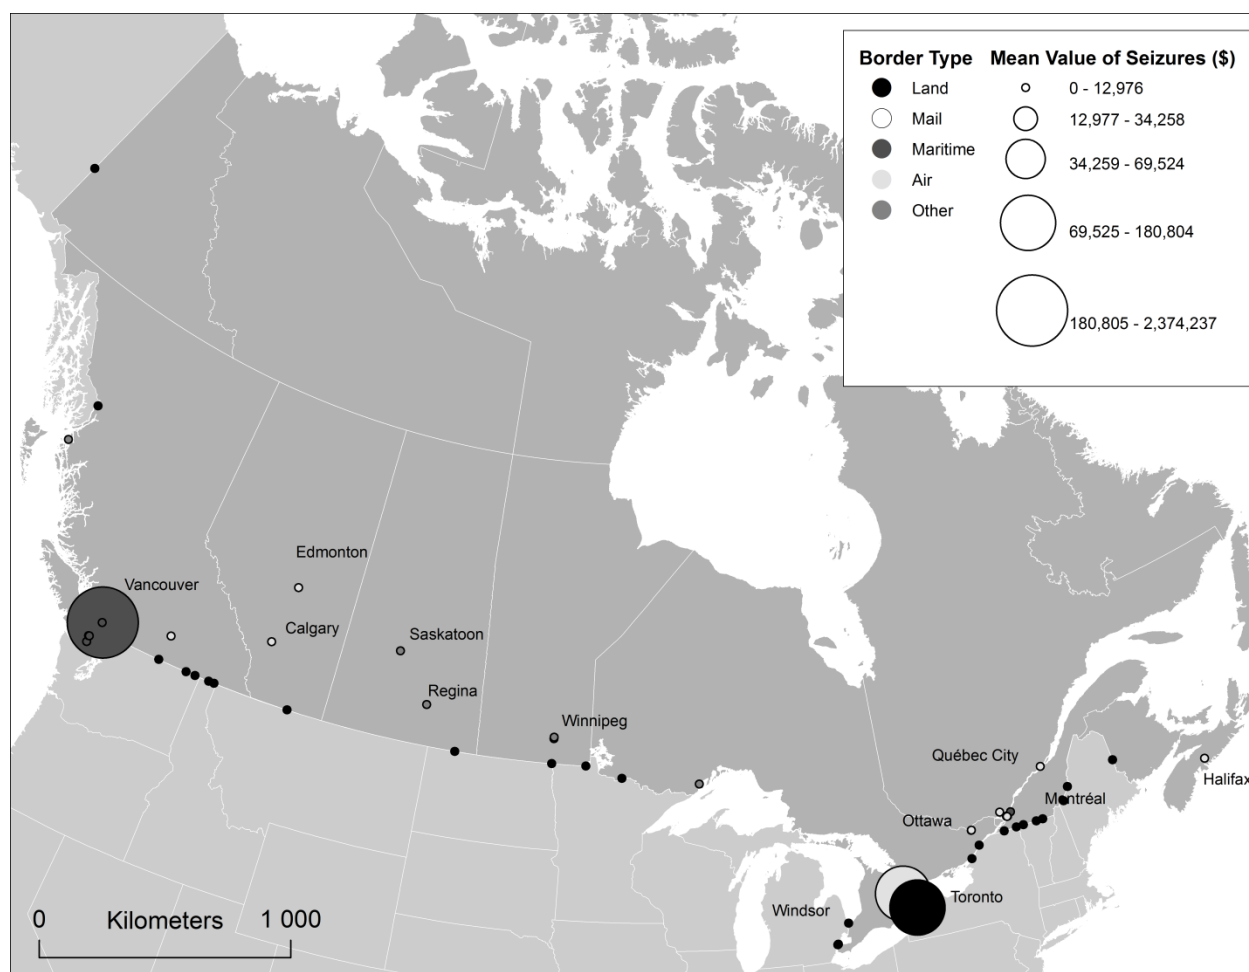 Border Type Mean Value of Seizures ($)
Land 0 - 12,976
Mail 12,977 - 34,258
Maritime 34,259 - 69,524
Air
Other 69,525 - 180,804
180,805 - 2,374,237
Edmonton
Vancouver
Calgary
Saskatoon
Regina
Winnipeg
Québec City
Halifax
Montréal
Ottawa
Toronto
Windsor
0 Kilometers 1 000